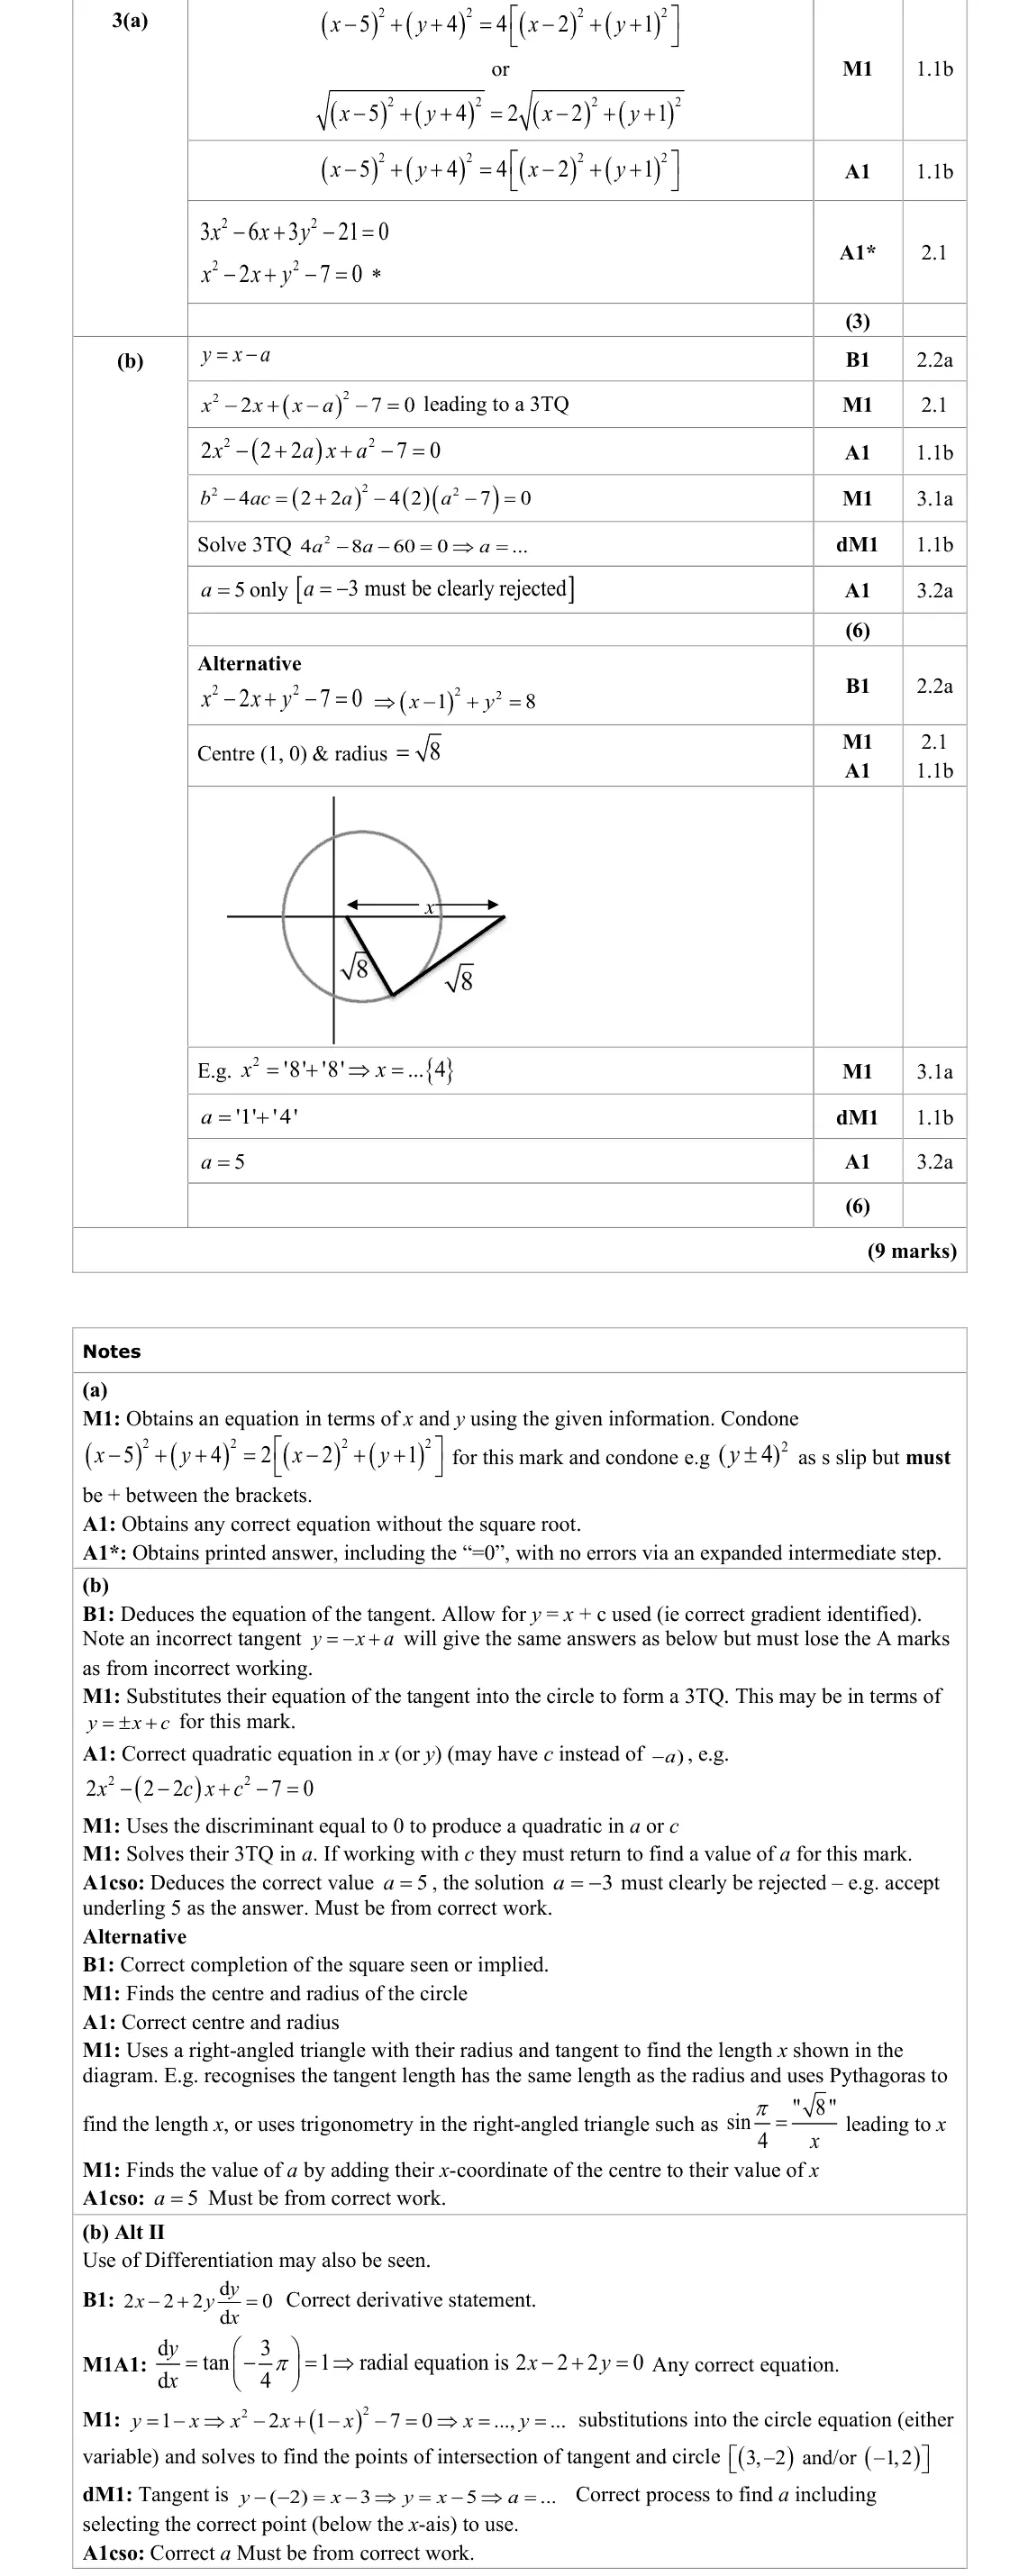 3(a)
(x−5)²+(y+4)²=4[(x−2)²+(y+1)²]
or
√((x−5)²+(y+4)²)=2√((x−2)²+(y+1)²)
M1 1.1b
(x−5)²+(y+4)²=4[(x−2)²+(y+1)²]
A1 1.1b
3x²−6x+3y²−21=0
x²−2x+y²−7=0 *
A1* 2.1
(3)
(b) y=x−a B1 2.2a
x²−2x+(x−a)²−7=0 leading to a 3TQ M1 2.1
2x²−(2+2a)x+a²−7=0 A1 1.1b
b²−4ac=(2+2a)²−4(2)(a²−7)=0 M1 3.1a
Solve 3TQ 4a²−8a−60=0⇒a=... dM1 1.1b
a=5 only [a=−3 must be clearly rejected] A1 3.2a
(6)
Alternative
x²−2x+y²−7=0 ⇒(x−1)²+y²=8 B1 2.2a
Centre (1, 0) & radius = √8 M1 2.1
A1 1.1b
x
√8
√8
E.g. x²='8'+'8'⇒x=...{4} M1 3.1a
a='1'+'4' dM1 1.1b
a=5 A1 3.2a
(6)
(9 marks)
Notes
(a)
M1: Obtains an equation in terms of x and y using the given information. Condone
(x−5)²+(y+4)²=2[(x−2)²+(y+1)²] for this mark and condone e.g (y±4)² as s slip but must
be + between the brackets.
A1: Obtains any correct equation without the square root.
A1*: Obtains printed answer, including the “=0”, with no errors via an expanded intermediate step.
(b)
B1: Deduces the equation of the tangent. Allow for y = x + c used (ie correct gradient identified).
Note an incorrect tangent y=−x+a will give the same answers as below but must lose the A marks
as from incorrect working.
M1: Substitutes their equation of the tangent into the circle to form a 3TQ. This may be in terms of
y=±x+c for this mark.
A1: Correct quadratic equation in x (or y) (may have c instead of −a), e.g.
2x²−(2−2c)x+c²−7=0
M1: Uses the discriminant equal to 0 to produce a quadratic in a or c
M1: Solves their 3TQ in a. If working with c they must return to find a value of a for this mark.
A1cso: Deduces the correct value a=5, the solution a=−3 must clearly be rejected – e.g. accept
underling 5 as the answer. Must be from correct work.
Alternative
B1: Correct completion of the square seen or implied.
M1: Finds the centre and radius of the circle
A1: Correct centre and radius
M1: Uses a right-angled triangle with their radius and tangent to find the length x shown in the
diagram. E.g. recognises the tangent length has the same length as the radius and uses Pythagoras to
find the length x, or uses trigonometry in the right-angled triangle such as sin π/4 = "√8"/x leading to x
M1: Finds the value of a by adding their x-coordinate of the centre to their value of x
A1cso: a=5 Must be from correct work.
(b) Alt II
Use of Differentiation may also be seen.
B1: 2x−2+2y dy/dx=0 Correct derivative statement.
M1A1: dy/dx=tan(−3/4 π)=1⇒radial equation is 2x−2+2y=0 Any correct equation.
M1: y=1−x⇒x²−2x+(1−x)²−7=0⇒x=...,y=... substitutions into the circle equation (either
variable) and solves to find the points of intersection of tangent and circle [(3,−2) and/or (−1,2)]
dM1: Tangent is y−(−2)=x−3⇒y=x−5⇒a=... Correct process to find a including
selecting the correct point (below the x-ais) to use.
A1cso: Correct a Must be from correct work.